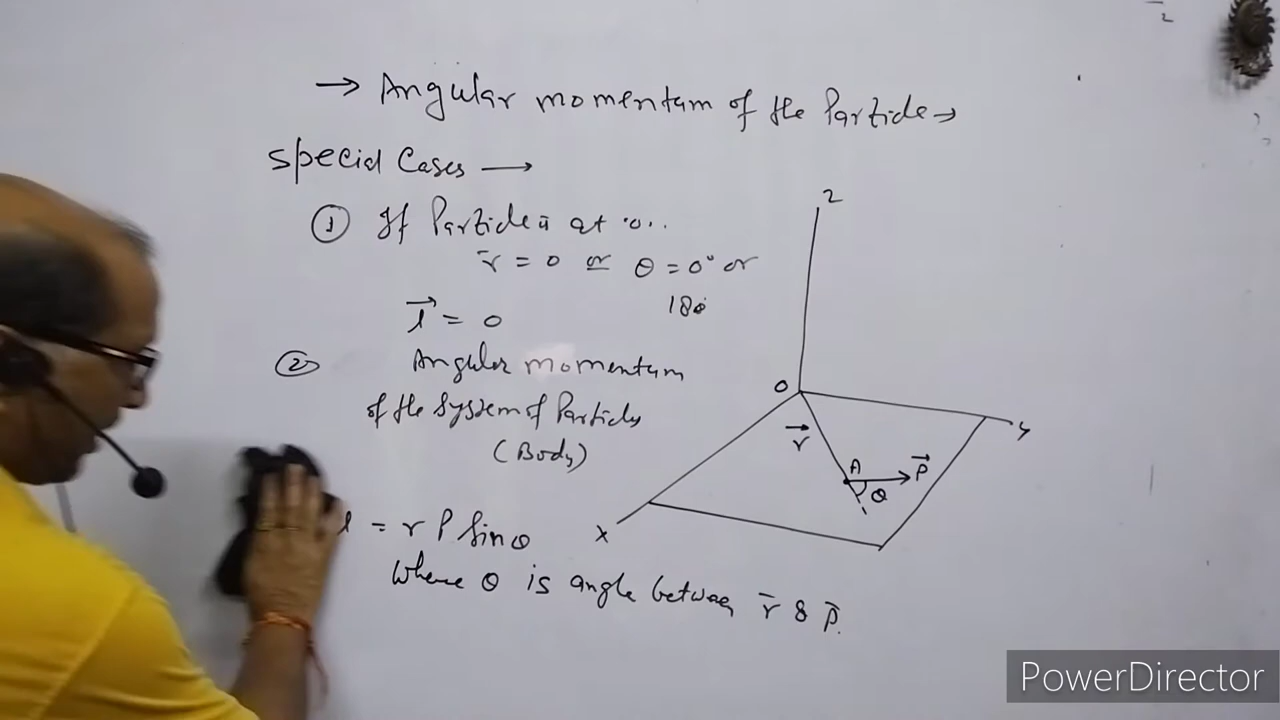 → Angular momentum of the Particle →
Special Cases →
① If Particle is at 'o'.
r̄ = 0 or θ = 0° or
180
l⃗ = 0
② Angular momentum
of the System of Particles
(Body)
l = r P Sin θ
Where θ is angle between r̄ & p̄.
Z
O
r⃗
A
P⃗
θ
Y
X
2
PowerDirector